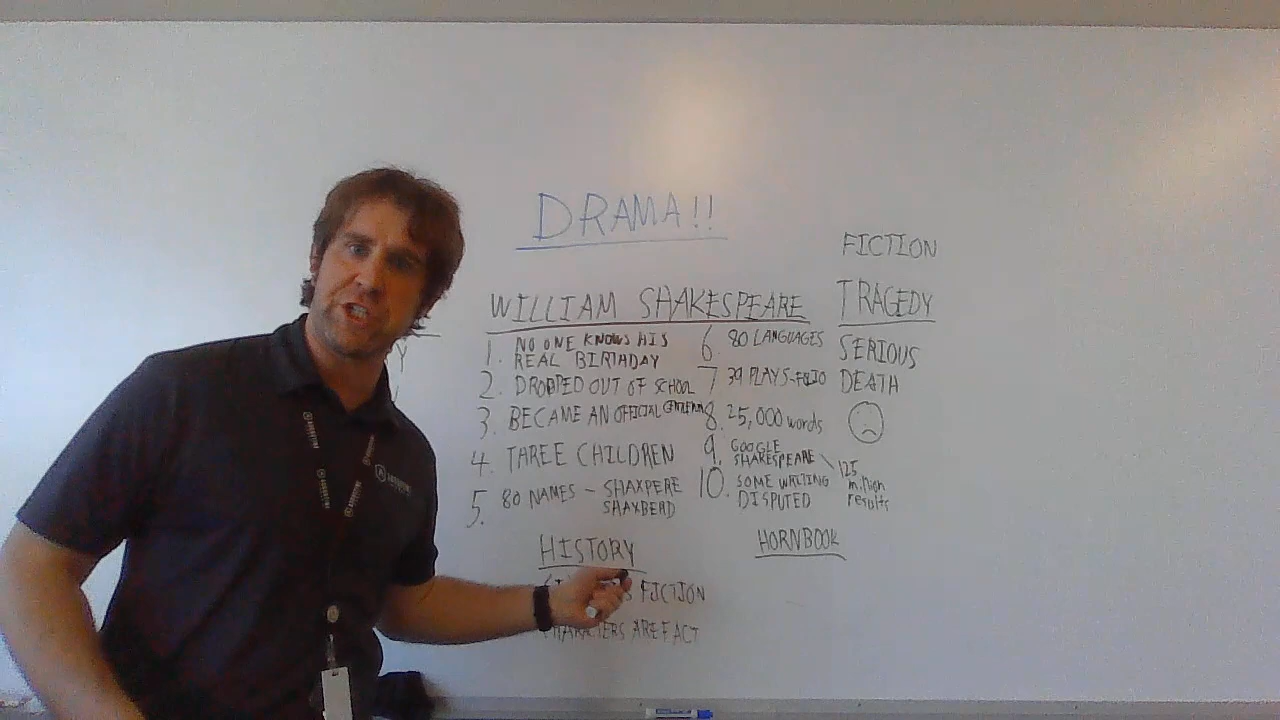 DRAMA!!
WILLIAM SHAKESPEARE
1. NO ONE KNOWS HIS
REAL BIRTHDAY
2. DROPPED OUT OF SCHOOL
3. BECAME AN OFFICIAL
4. THREE CHILDREN
5. 80 NAMES - SHAXPERE
SHAXBERD
6. 80 LANGUAGES
7 39 PLAYS-FOLIO
8. 25,000 words
9. GOOGLE
SHAKESPEARE
125
million
results
10. SOME WRITING
DISPUTED
FICTION
TRAGEDY
SERIOUS
DEATH
HISTORY
FICTION
CHARACTERS ARE FACT
HORNBOOK